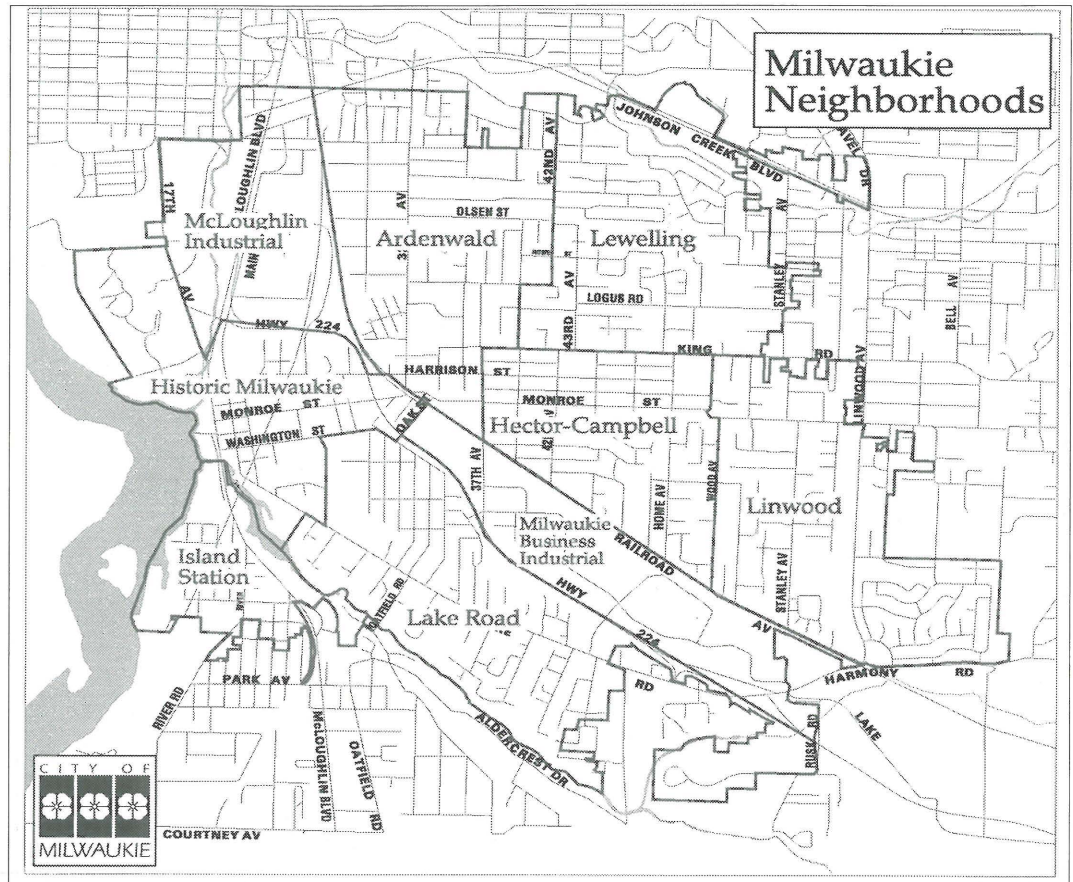 Milwaukie
Neighborhoods
JOHNSON CREEK BLVD
42ND AV
17TH
AV
McLOUGHLIN BLVD
MAIN
McLoughlin
Industrial
OLSEN ST
AV
Ardenwald
Lewelling
STANLEY
AV
LOGUS RD
43RD AV
BELL AV
HWY 224
KING RD
HARRISON ST
LINWOOD AV
Historic Milwaukie
MONROE ST
MONROE ST
WASHINGTON ST
OAK
Hector-Campbell
37TH AV
HOME AV
WOOD AV
Linwood
Milwaukie
Business
Industrial
RAILROAD AV
STANLEY AV
Island
Station
HWY 224
OATFIELD RD
Lake Road
RD
HARMONY RD
PARK AV
RIVER RD
LAKE
RUSK RD
ALDERCREST DR
McLOUGHLIN BLVD
OATFIELD RD
COURTNEY AV
CITY OF
MILWAUKIE